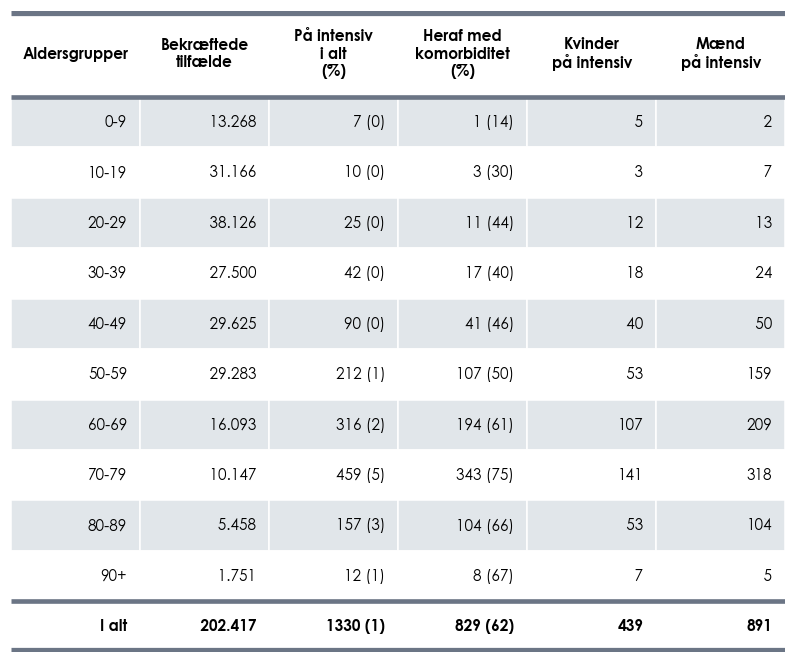 Aldersgrupper Bekræftede tilfælde På intensiv i alt (%) Heraf med komorbiditet (%) Kvinder på intensiv Mænd på intensiv
0-9 13.268 7 (0) 1 (14) 5 2
10-19 31.166 10 (0) 3 (30) 3 7
20-29 38.126 25 (0) 11 (44) 12 13
30-39 27.500 42 (0) 17 (40) 18 24
40-49 29.625 90 (0) 41 (46) 40 50
50-59 29.283 212 (1) 107 (50) 53 159
60-69 16.093 316 (2) 194 (61) 107 209
70-79 10.147 459 (5) 343 (75) 141 318
80-89 5.458 157 (3) 104 (66) 53 104
90+ 1.751 12 (1) 8 (67) 7 5
I alt 202.417 1330 (1) 829 (62) 439 891